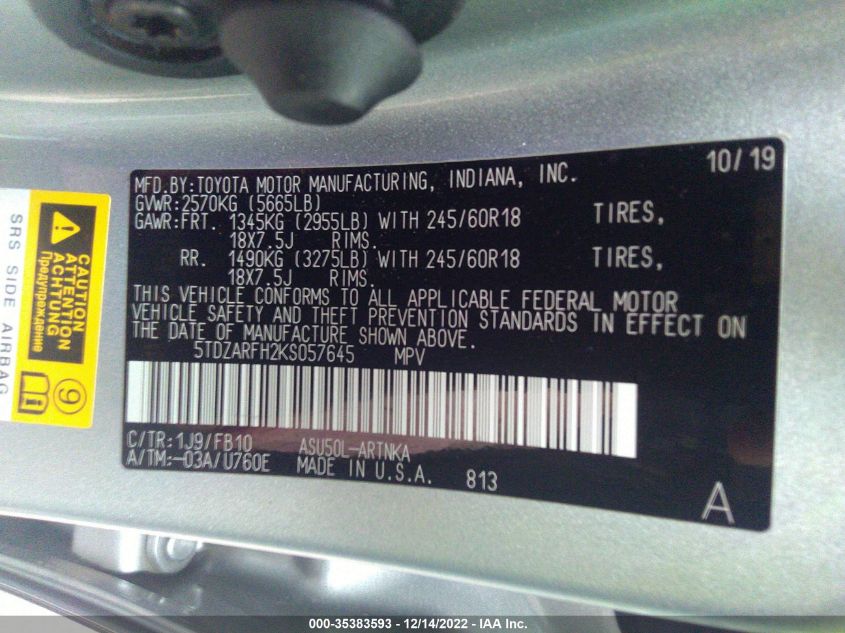 10/19
MFD.BY:TOYOTA MOTOR MANUFACTURING, INDIANA, INC.
GVWR:2570KG (5665LB)
GAWR:FRT. 1345KG (2955LB) WITH 245/60R18 TIRES,
18X7.5J RIMS.
RR. 1490KG (3275LB) WITH 245/60R18 TIRES,
18X7.5J RIMS.
THIS VEHICLE CONFORMS TO ALL APPLICABLE FEDERAL MOTOR
VEHICLE SAFETY AND THEFT PREVENTION STANDARDS IN EFFECT ON
THE DATE OF MANUFACTURE SHOWN ABOVE.
5TDZARFH2KS057645 MPV
C/TR:1J9/FB10 ASU50L-ARTNKA
A/TM:-03A/U760E MADE IN U.S.A. 813
A
CAUTION
ATTENTION
ACHTUNG
Предупреждение
9
SRS SIDE AIRBAG
000-35383593 - 12/14/2022 - IAA Inc.